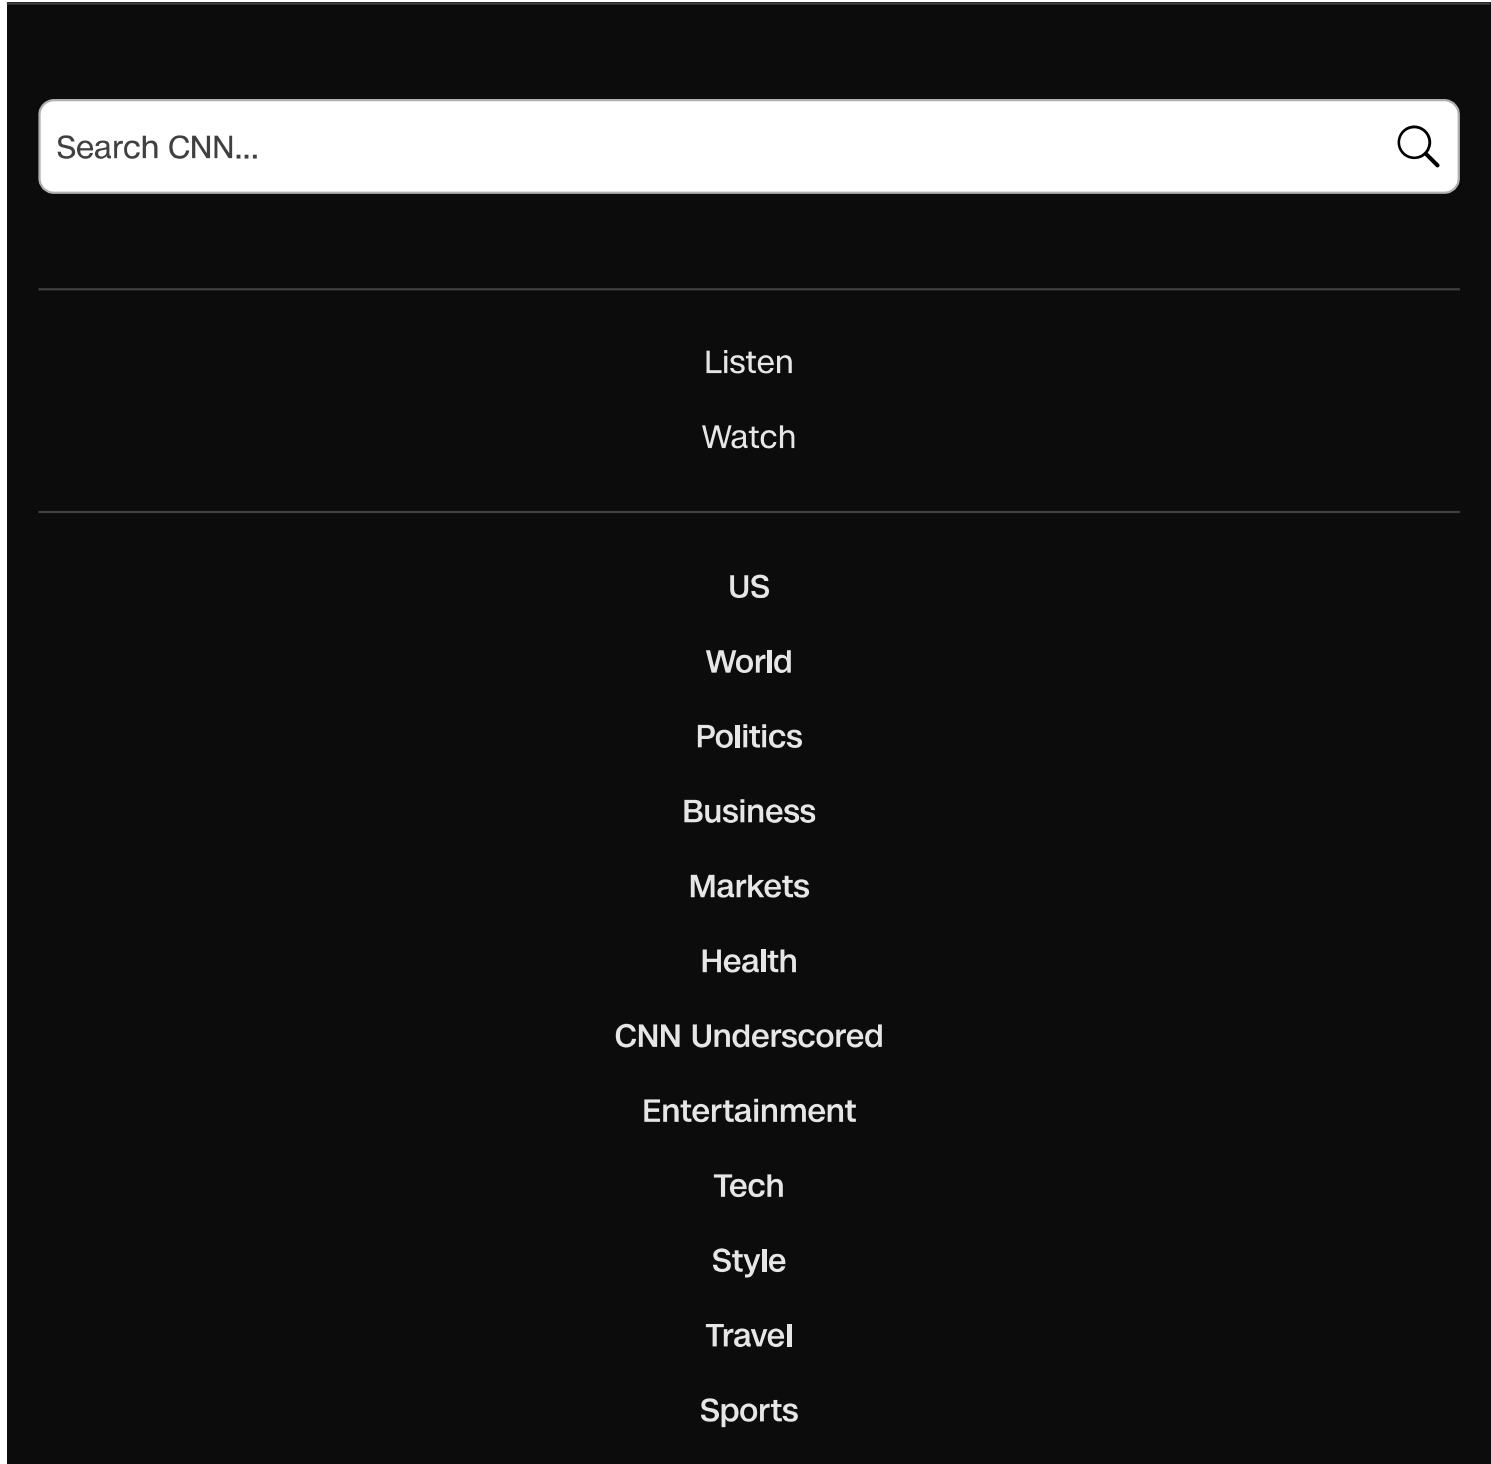 Search CNN...
Listen
Watch
US
World
Politics
Business
Markets
Health
CNN Underscored
Entertainment
Tech
Style
Travel
Sports